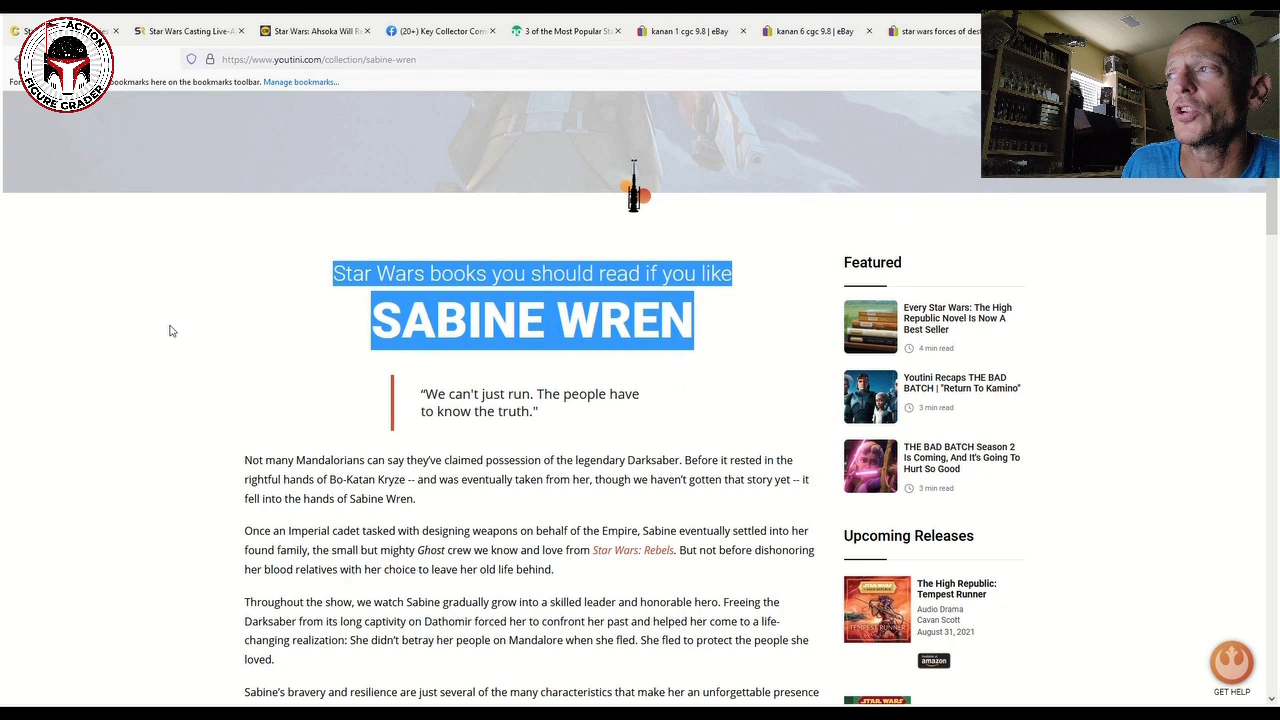 Star Wars Casting Live-A
Star Wars: Ahsoka Will R
(20+) Key Collector Com
3 of the Most Popular Sta
kanan 1 cgc 9.8 | eBay
kanan 6 cgc 9.8 | eBay
star wars forces of dest
ACTION
FIGURE GRADER
https://www.youtini.com/collection/sabine-wren
bookmarks here on the bookmarks toolbar. Manage bookmarks...
Star Wars books you should read if you like
SABINE WREN
“We can't just run. The people have
to know the truth."
Not many Mandalorians can say they’ve claimed possession of the legendary Darksaber. Before it rested in the
rightful hands of Bo-Katan Kryze -- and was eventually taken from her, though we haven’t gotten that story yet -- it
fell into the hands of Sabine Wren.
Once an Imperial cadet tasked with designing weapons on behalf of the Empire, Sabine eventually settled into her
found family, the small but mighty Ghost crew we know and love from Star Wars: Rebels. But not before dishonoring
her blood relatives with her choice to leave her old life behind.
Throughout the show, we watch Sabine gradually grow into a skilled leader and honorable hero. Freeing the
Darksaber from its long captivity on Dathomir forced her to confront her past and helped her come to a life-
changing realization: She didn’t betray her people on Mandalore when she fled. She fled to protect the people she
loved.
Sabine’s bravery and resilience are just several of the many characteristics that make her an unforgettable presence
Featured
Every Star Wars: The High
Republic Novel Is Now A
Best Seller
4 min read
Youtini Recaps THE BAD
BATCH | "Return To Kamino"
3 min read
THE BAD BATCH Season 2
Is Coming, And It's Going To
Hurt So Good
3 min read
Upcoming Releases
The High Republic:
Tempest Runner
Audio Drama
Cavan Scott
August 31, 2021
amazon
STAR WARS
TEMPEST RUNNER
STAR WARS
GET HELP